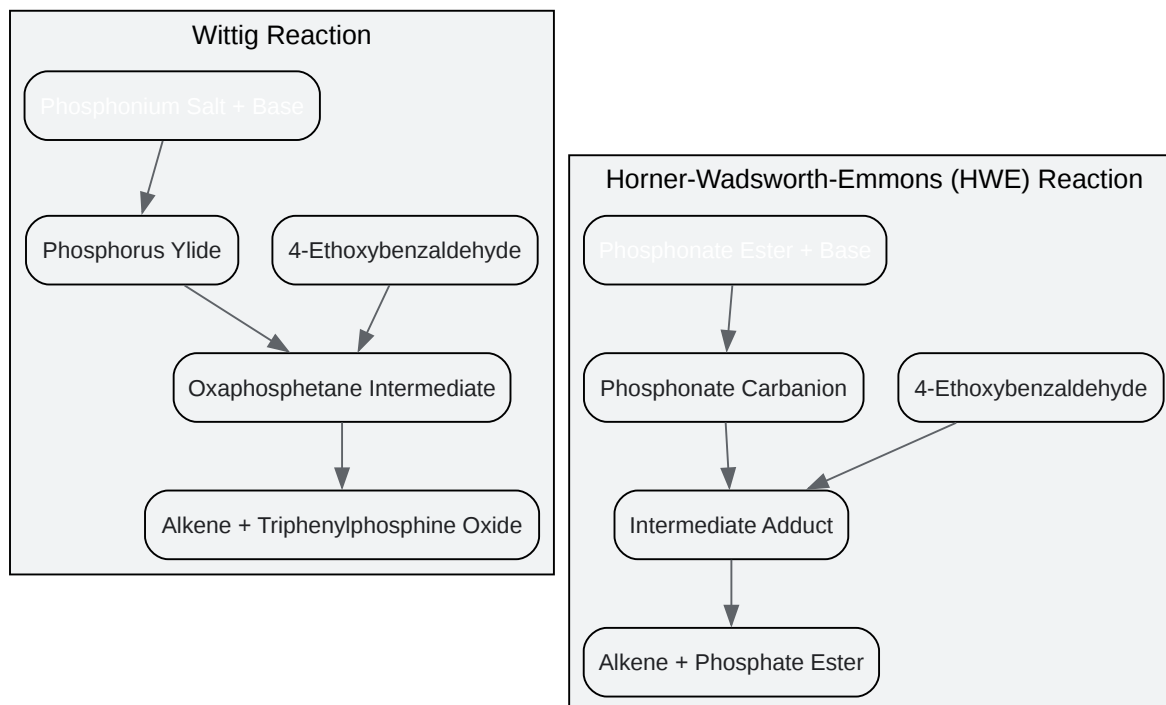 Wittig Reaction
Phosphonium Salt + Base
Phosphorus Ylide
4-Ethoxybenzaldehyde
Oxaphosphetane Intermediate
Alkene + Triphenylphosphine Oxide
Horner-Wadsworth-Emmons (HWE) Reaction
Phosphonate Ester + Base
Phosphonate Carbanion
4-Ethoxybenzaldehyde
Intermediate Adduct
Alkene + Phosphate Ester